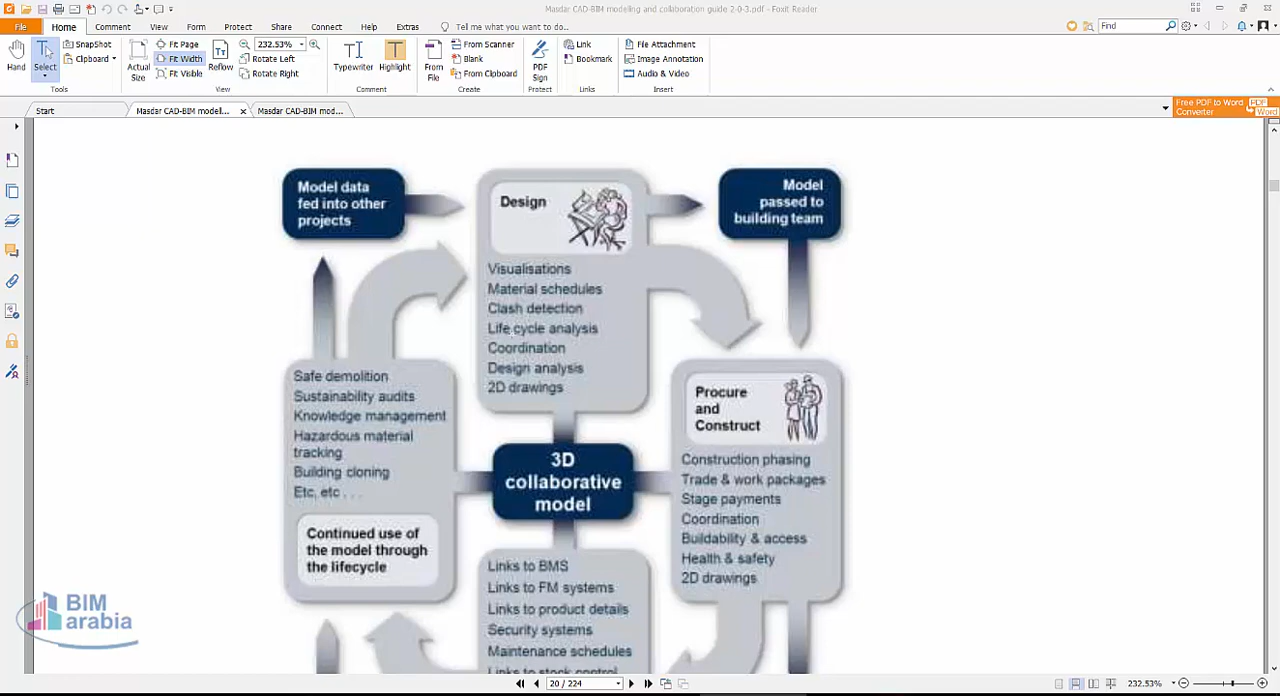 Masdar CAD-BIM modeling and collaboration guide 2-0-3.pdf - Foxit Reader
File Home Comment View Form Protect Share Connect Help Extras Tell me what you want to do... Find
Hand
Select
SnapShot
Clipboard
Actual Size
Fit Page
Fit Width
Fit Visible
Reflow
232.53%
Rotate Left
Rotate Right
Typewriter
Highlight
From File
From Scanner
Blank
From Clipboard
PDF Sign
Link
Bookmark
File Attachment
Image Annotation
Audio & Video
Tools View Comment Create Protect Links Insert
Start Masdar CAD-BIM modell... Masdar CAD-BIM mod...
Free PDF to Word
Converter
PDF
Word
Model data
fed into other
projects
Design
Visualisations
Material schedules
Clash detection
Life cycle analysis
Coordination
Design analysis
2D drawings
Model
passed to
building team
Safe demolition
Sustainability audits
Knowledge management
Hazardous material
tracking
Building cloning
Etc, etc . . .
Continued use of
the model through
the lifecycle
3D
collaborative
model
Procure
and
Construct
Construction phasing
Trade & work packages
Stage payments
Coordination
Buildability & access
Health & safety
2D drawings
Links to BMS
Links to FM systems
Links to product details
Security systems
Maintenance schedules
Links to stock control
BIM
arabia
20 / 224
232.53%